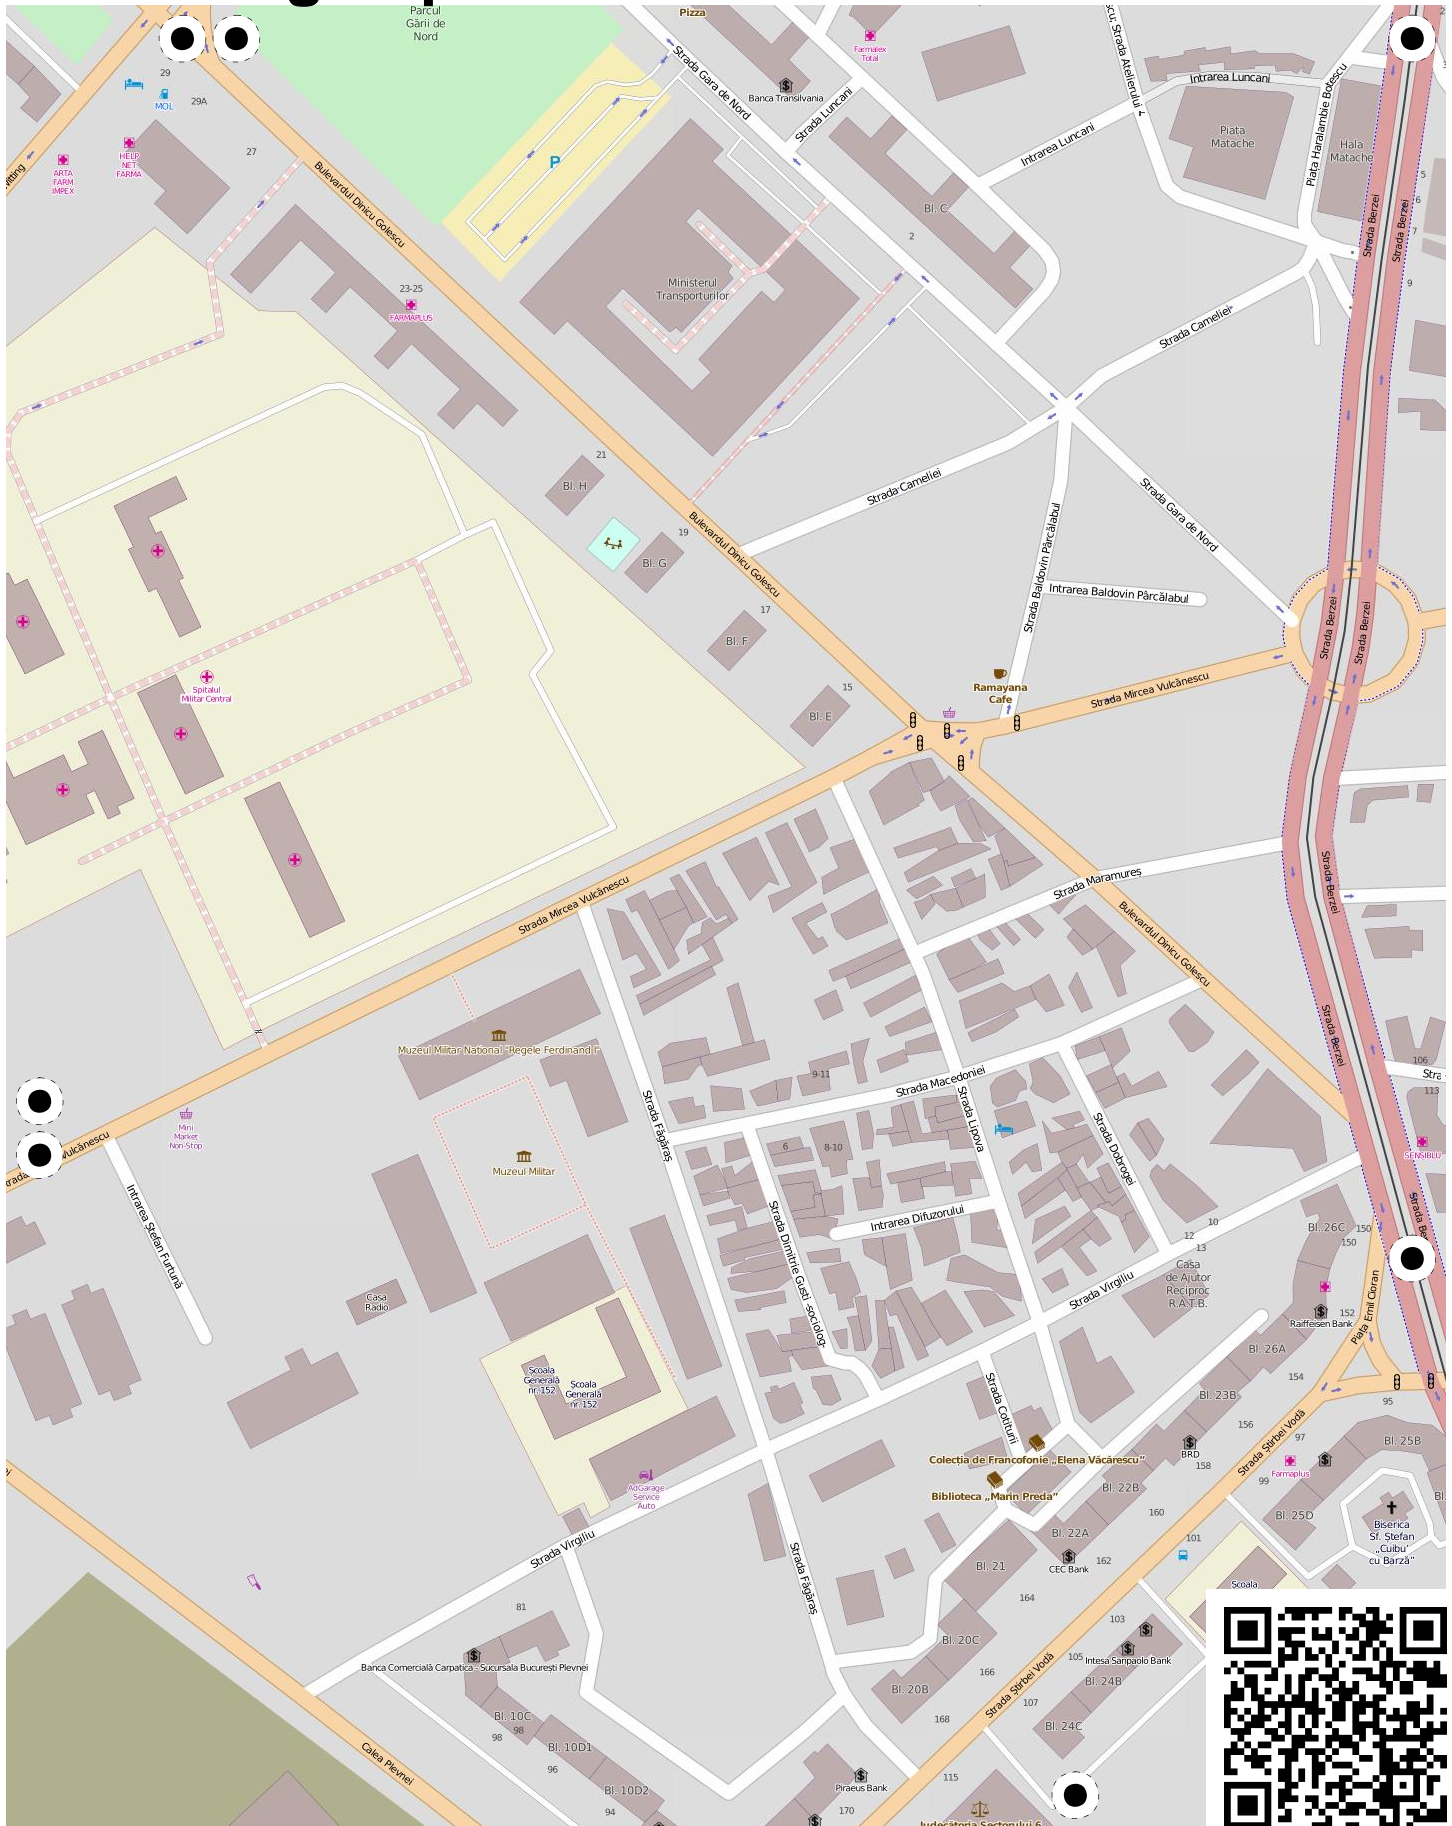 Parcul
Gării de
Nord
Pizza
Farmalex
Total
Strada Gara de Nord
Banca Transilvania
Strada Luncani
Intrarea Luncani
Intrarea Luncani
Piața
Matache
Hala
Matache
Piața Haralambie Botescu
29
MOL
29A
27
HELP
NET
FARMA
ARTA
FARM
IMPEX
Bulevardul Dinicu Golescu
P
Bl. C
2
Strada Berzei
Strada Berzei
5
6
7
9
23-25
FARMAPLUS
Ministerul
Transporturilor
Strada Cameliei
Strada Cameliei
Strada Gara de Nord
21
Bl. H
19
Bl. G
Bulevardul Dinicu Golescu
17
Bl. F
Strada Baldovin Pârcălabul
Intrarea Baldovin Pârcălabul
Strada Berzei
Strada Berzei
15
Bl. E
Ramayana
Cafe
Strada Mircea Vulcănescu
Spitalul
Militar Central
Strada Mircea Vulcănescu
Strada Maramureș
Strada Berzei
Bulevardul Dinicu Golescu
Muzeul Militar National "Regele Ferdinand I"
Strada Berzei
106
113
SENSIBLU
9-11
Strada Macedoniei
Strada Făgăraș
Strada Lipova
Strada Dobrogei
Mini
Market
Non-Stop
Vulcănescu
Muzeul Militar
6
8-10
Intrarea Ștefan Furtună
Strada Dimitrie Gusti -sociolog-
Intrarea Difuzorului
10
12
13
Casa
de Ajutor
Reciproc
R.A.T.B.
Strada Virgiliu
Bl. 26C
150
150
152
Raiffeisen Bank
Piața Emil Cioran
Casa
Radio
Școala
Generală
nr. 152
Școala
Generală
nr. 152
Bl. 26A
154
95
Bl. 23B
Strada Cotiturii
156
97
Bl. 25B
BRD
158
Strada Știrbei Vodă
Farmaplus
99
Colecția de Francofonie „Elena Văcărescu”
Biblioteca „Marin Preda”
Bl. 22B
160
Bl. 25D
Biserica
Sf. Ștefan
„Cuibu'
cu Barză”
AdGarage
Service
Auto
Strada Virgiliu
Bl. 22A
101
CEC Bank
162
Bl. 21
Strada Făgăraș
Școala
164
103
81
Bl. 20C
105
Intesa Sanpaolo Bank
Banca Comercială Carpatica - Sucursala București Plevnei
166
Bl. 24B
Strada Știrbei Vodă
Bl. 20B
107
Bl. 10C
98
98
168
Bl. 24C
Bl. 10D1
96
Calea Plevnei
115
Bl. 10D2
Piraeus Bank
94
170
Judecătoria Sectorului 6